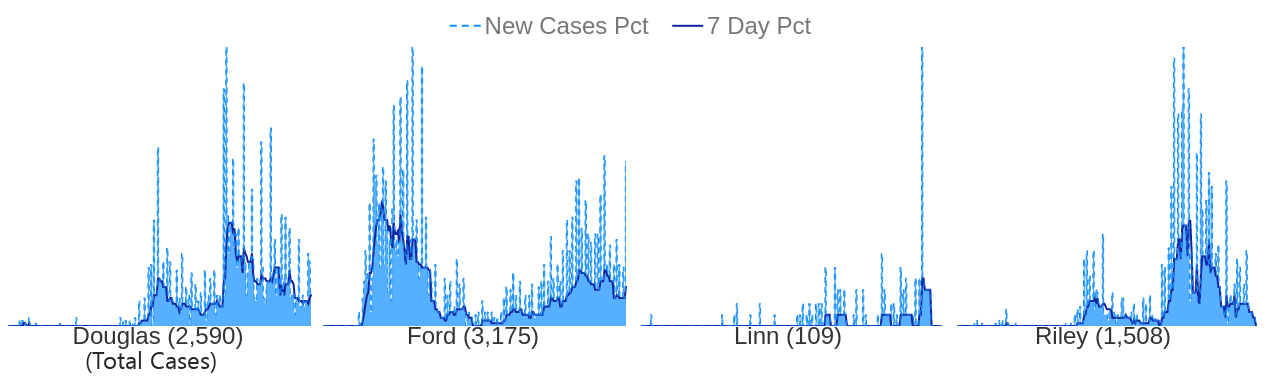 New Cases Pct 7 Day Pct
Douglas (2,590) Ford (3,175) Linn (109) Riley (1,508)
(Total Cases)